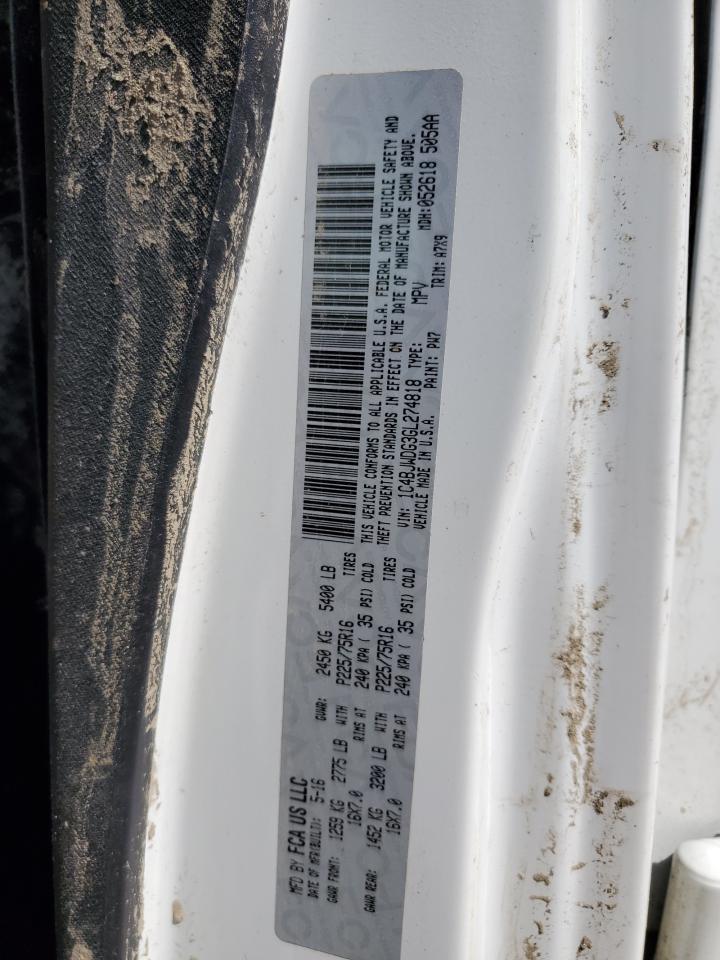 MFD BY FCA US LLC
DATE OF MFR(BUILT): 5-16 GVWR: 2450 KG 5400 LB
GAWR FRONT: 1259 KG 2775 LB WITH P225/75R16 TIRES
16X7.0 RIMS AT 240 KPA ( 35 PSI) COLD
GAWR REAR: 1452 KG 3200 LB WITH P225/75R16 TIRES
16X7.0 RIMS AT 240 KPA ( 35 PSI) COLD
THIS VEHICLE CONFORMS TO ALL APPLICABLE U.S.A. FEDERAL MOTOR VEHICLE SAFETY AND
THEFT PREVENTION STANDARDS IN EFFECT ON THE DATE OF MANUFACTURE SHOWN ABOVE.
VIN: 1C4BJWDG3GL274818 TYPE: MPV MDH: 052618 505AA
VEHICLE MADE IN U.S.A. PAINT: PW7 TRIM: A7X9